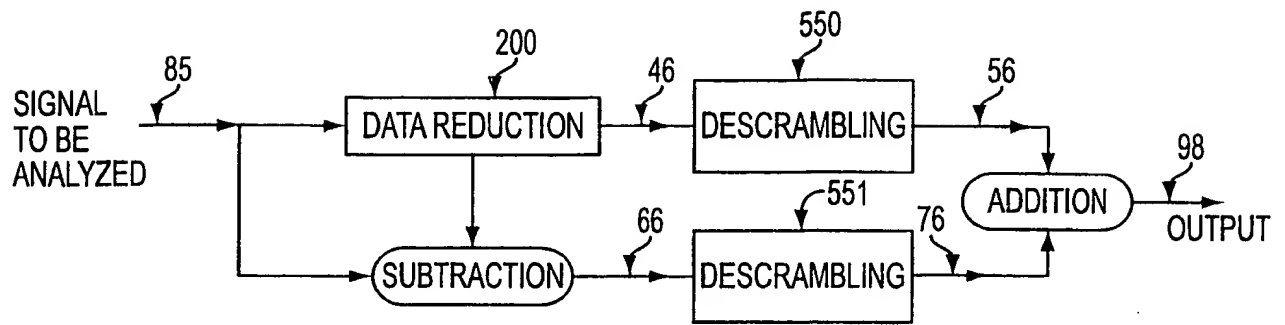 200
550
85
46
56
SIGNAL
TO BE
ANALYZED
DATA REDUCTION
DESCRAMBLING
98
ADDITION
OUTPUT
551
66
76
SUBTRACTION
DESCRAMBLING